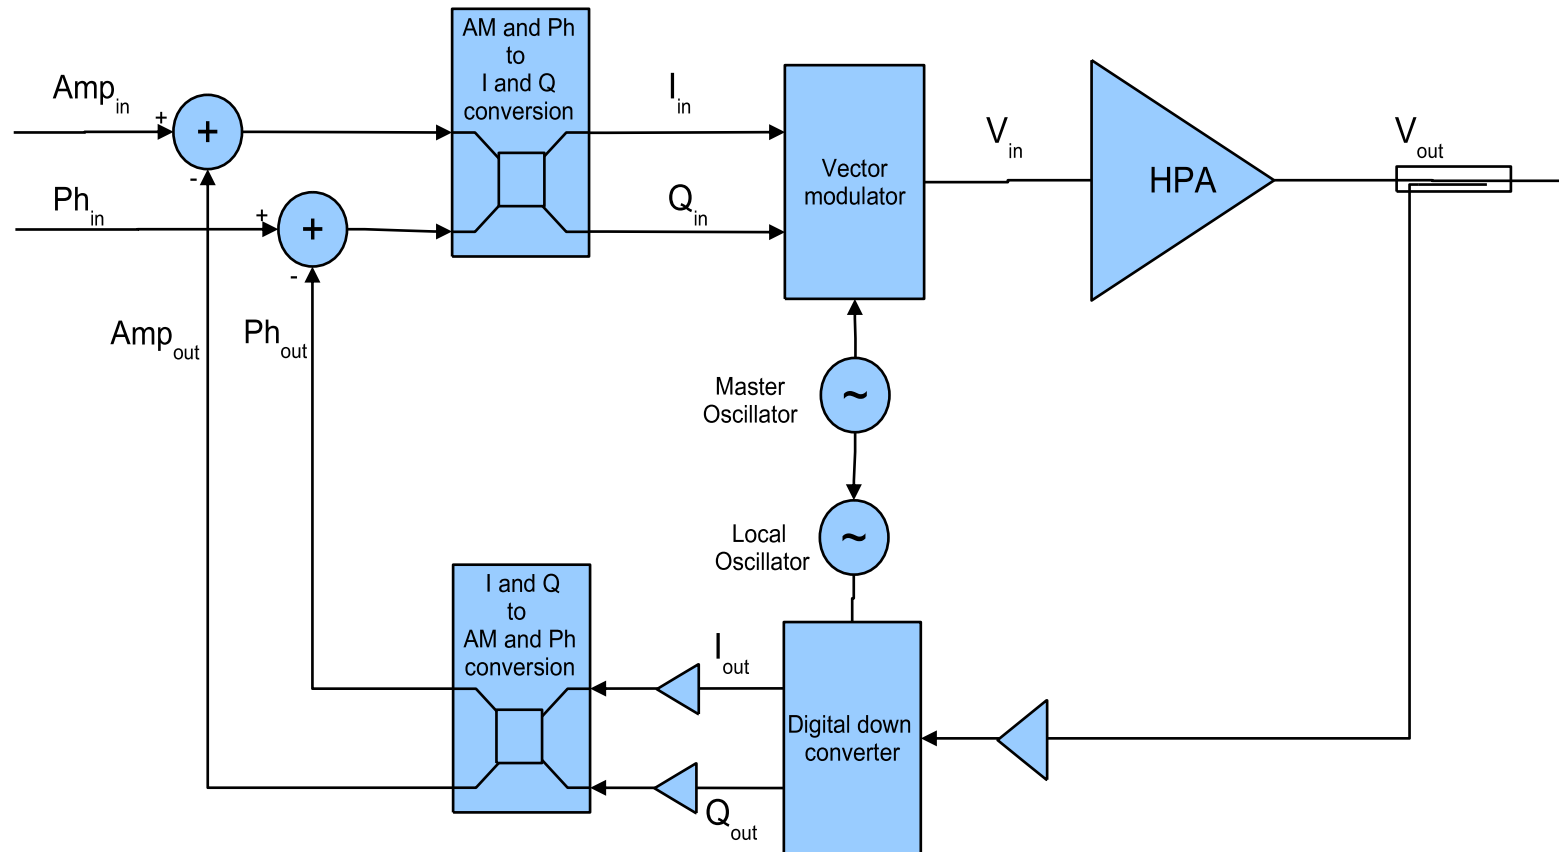 AM and Ph
to
I and Q
conversion
Amp in
+
+
-
Ph in
+
+
-
I in
Q in
Vector
modulator
V in
HPA
V out
Amp out
Ph out
Master
Oscillator
~
Local
Oscillator
~
I and Q
to
AM and Ph
conversion
I out
Q out
Digital down
converter